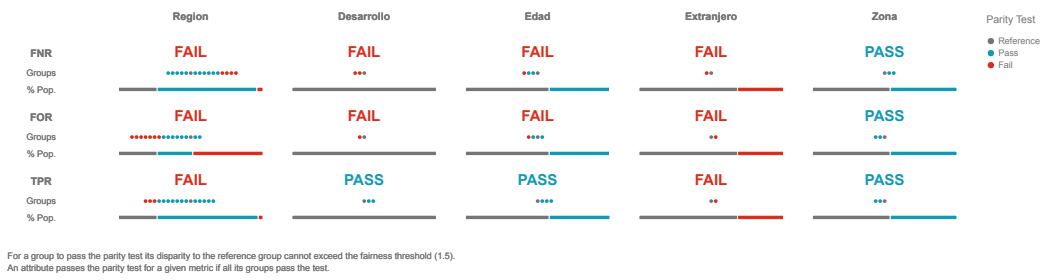 Region Desarrollo Edad Extranjero Zona
Parity Test
Reference
Pass
Fail
FNR FAIL FAIL FAIL FAIL PASS
Groups
% Pop.
FOR FAIL FAIL FAIL FAIL PASS
Groups
% Pop.
TPR FAIL PASS PASS FAIL PASS
Groups
% Pop.
For a group to pass the parity test its disparity to the reference group cannot exceed the fairness threshold (1.5).
An attribute passes the parity test for a given metric if all its groups pass the test.